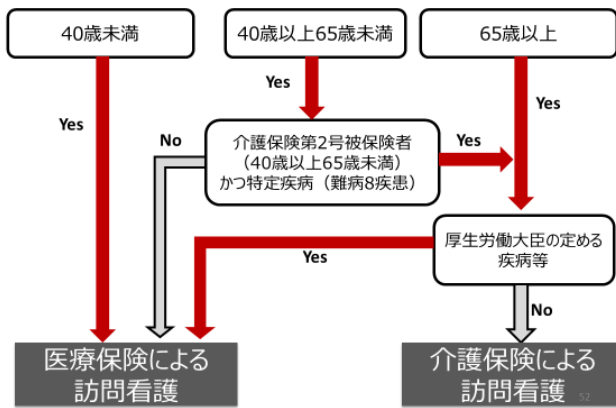 40歳未満
40歳以上65歳未満
65歳以上
Yes
Yes
Yes
No
介護保険第2号被保険者
（40歳以上65歳未満）
かつ特定疾病（難病8疾患）
Yes
厚生労働大臣の定める
疾病等
Yes
No
医療保険による
訪問看護
介護保険による
訪問看護
52